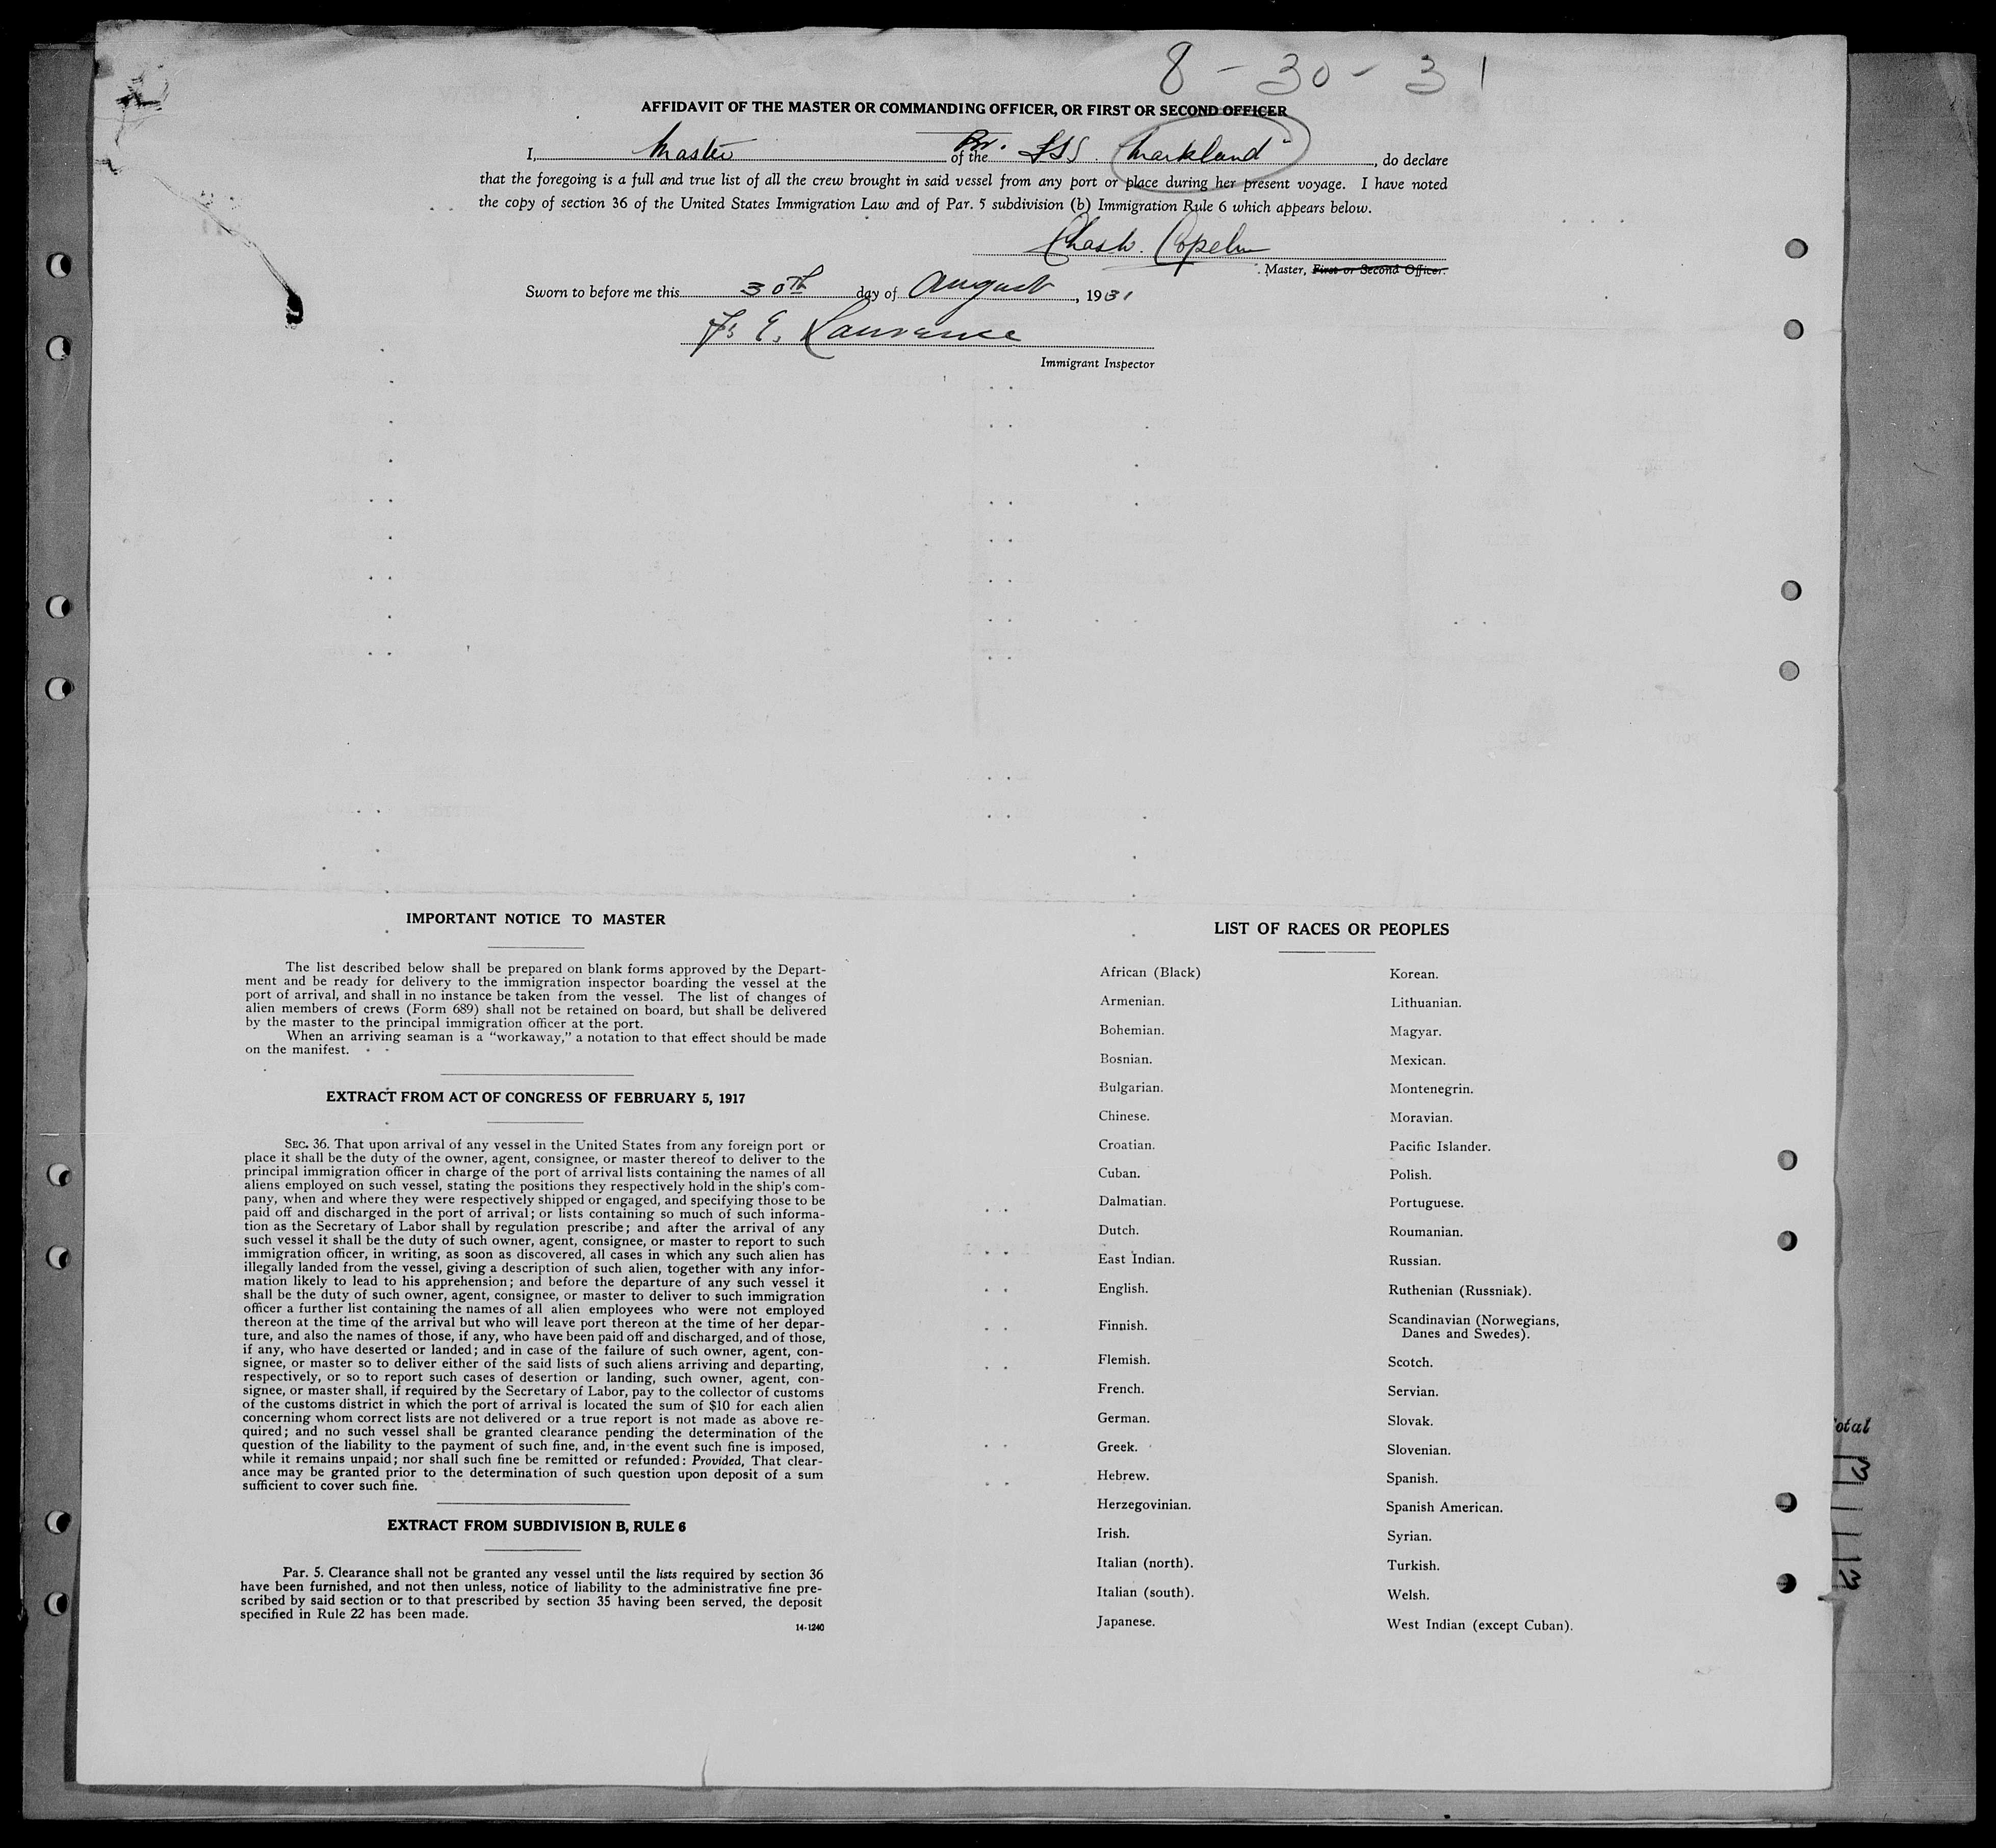 8 - 30 - 31
AFFIDAVIT OF THE MASTER OR COMMANDING OFFICER, OR FIRST OR SECOND OFFICER
I, Master of the Br. SS. "Markland", do declare
that the foregoing is a full and true list of all the crew brought in said vessel from any port or place during her present voyage. I have noted
the copy of section 36 of the United States Immigration Law and of Par. 5 subdivision (b) Immigration Rule 6 which appears below.
Master, First or Second Officer.
Sworn to before me this 30th day of August, 1931
F. E. Lawrence
Immigrant Inspector
IMPORTANT NOTICE TO MASTER
The list described below shall be prepared on blank forms approved by the Depart-
ment and be ready for delivery to the immigration inspector boarding the vessel at the
port of arrival, and shall in no instance be taken from the vessel. The list of changes of
alien members of crews (Form 689) shall not be retained on board, but shall be delivered
by the master to the principal immigration officer at the port.
When an arriving seaman is a "workaway," a notation to that effect should be made
on the manifest.
EXTRACT FROM ACT OF CONGRESS OF FEBRUARY 5, 1917
SEC. 36. That upon arrival of any vessel in the United States from any foreign port or
place it shall be the duty of the owner, agent, consignee, or master thereof to deliver to the
principal immigration officer in charge of the port of arrival lists containing the names of all
aliens employed on such vessel, stating the positions they respectively hold in the ship's com-
pany, when and where they were respectively shipped or engaged, and specifying those to be
paid off and discharged in the port of arrival; or lists containing so much of such informa-
tion as the Secretary of Labor shall by regulation prescribe; and after the arrival of any
such vessel it shall be the duty of such owner, agent, consignee, or master to report to such
immigration officer, in writing, as soon as discovered, all cases in which any such alien has
illegally landed from the vessel, giving a description of such alien, together with any infor-
mation likely to lead to his apprehension; and before the departure of any such vessel it
shall be the duty of such owner, agent, consignee, or master to deliver to such immigration
officer a further list containing the names of all alien employees who were not employed
thereon at the time of the arrival but who will leave port thereon at the time of her depar-
ture, and also the names of those, if any, who have been paid off and discharged, and of those,
if any, who have deserted or landed; and in case of the failure of such owner, agent, con-
signee, or master so to deliver either of the said lists of such aliens arriving and departing,
respectively, or so to report such cases of desertion or landing, such owner, agent, con-
signee, or master shall, if required by the Secretary of Labor, pay to the collector of customs
of the customs district in which the port of arrival is located the sum of $10 for each alien
concerning whom correct lists are not delivered or a true report is not made as above re-
quired; and no such vessel shall be granted clearance pending the determination of the
question of the liability to the payment of such fine, and, in the event such fine is imposed,
while it remains unpaid; nor shall such fine be remitted or refunded: Provided, That clear-
ance may be granted prior to the determination of such question upon deposit of a sum
sufficient to cover such fine.
EXTRACT FROM SUBDIVISION B, RULE 6
Par. 5. Clearance shall not be granted any vessel until the lists required by section 36
have been furnished, and not then unless, notice of liability to the administrative fine pre-
scribed by said section or to that prescribed by section 35 having been served, the deposit
specified in Rule 22 has been made.
14-1240
LIST OF RACES OR PEOPLES
African (Black)
Armenian.
Bohemian.
Bosnian.
Bulgarian.
Chinese.
Croatian.
Cuban.
Dalmatian.
Dutch.
East Indian.
English.
Finnish.
Flemish.
French.
German.
Greek.
Hebrew.
Herzegovinian.
Irish.
Italian (north).
Italian (south).
Japanese.
Korean.
Lithuanian.
Magyar.
Mexican.
Montenegrin.
Moravian.
Pacific Islander.
Polish.
Portuguese.
Roumanian.
Russian.
Ruthenian (Russniak).
Scandinavian (Norwegians,
Danes and Swedes).
Scotch.
Servian.
Slovak.
Slovenian.
Spanish.
Spanish American.
Syrian.
Turkish.
Welsh.
West Indian (except Cuban).
otal